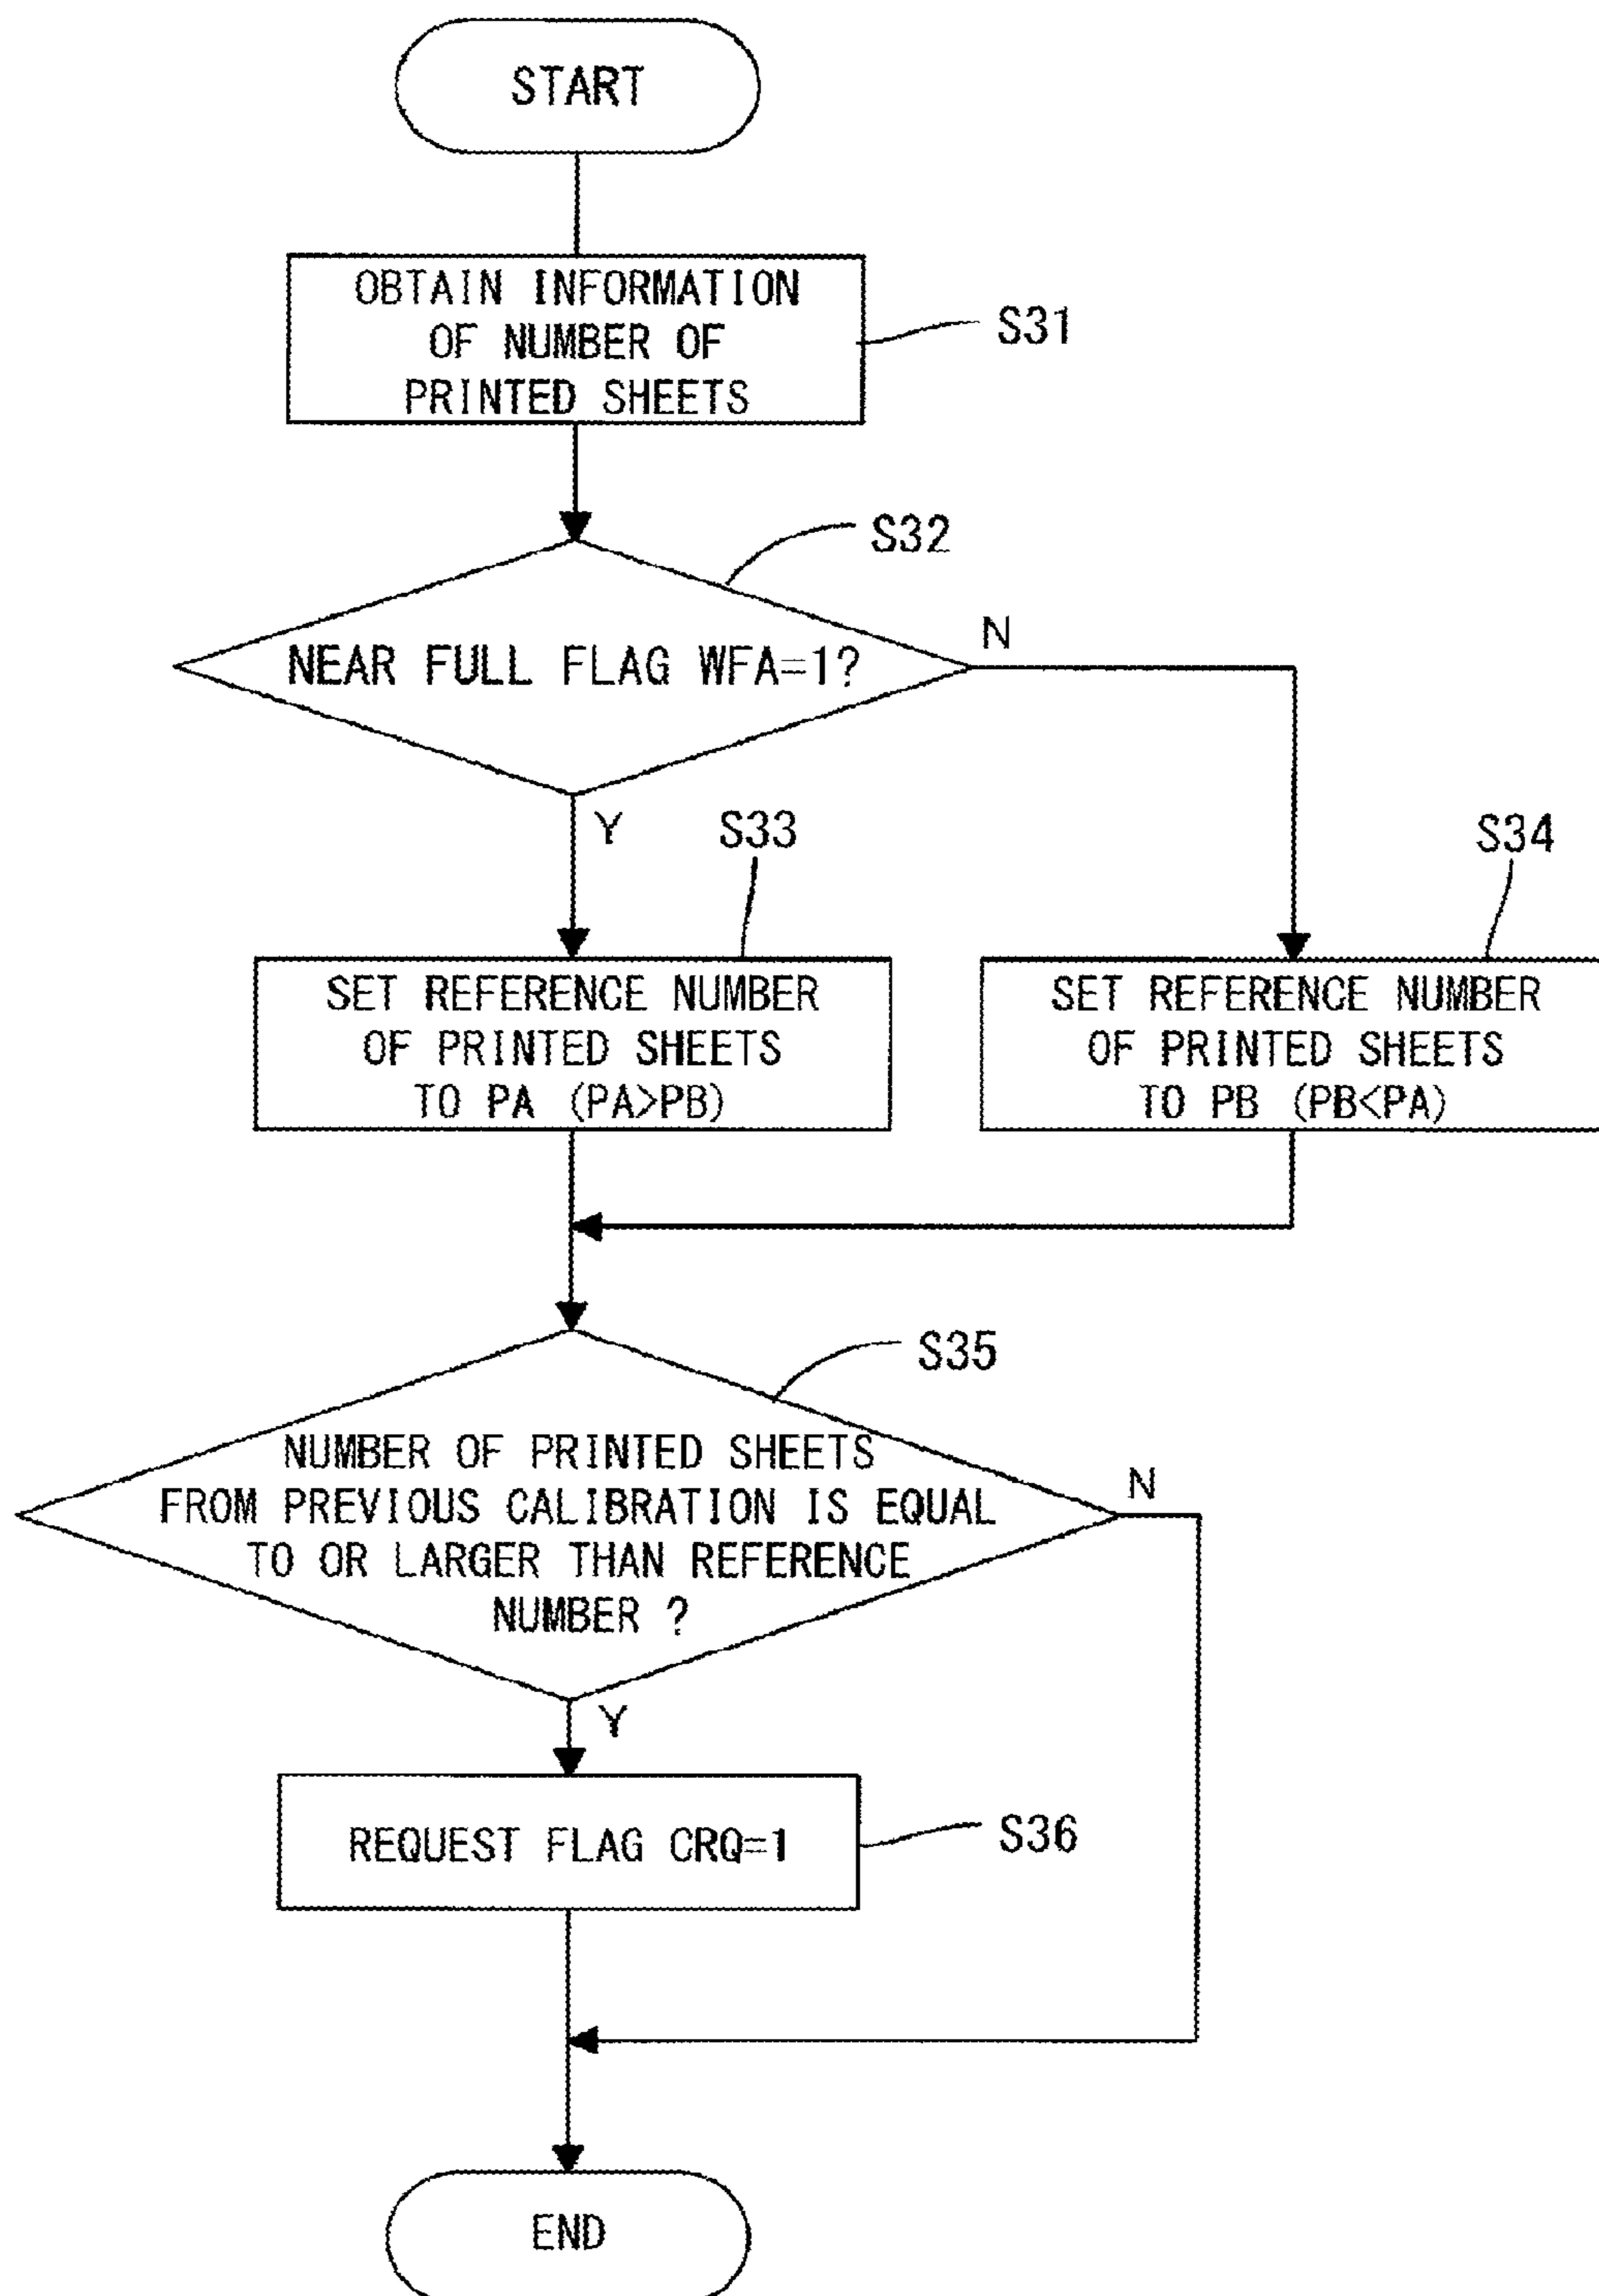 START
OBTAIN INFORMATION
OF NUMBER OF
PRINTED SHEETS
S31
S32
NEAR FULL FLAG WFA=1?
N
Y
S33
S34
SET REFERENCE NUMBER
OF PRINTED SHEETS
TO PA (PA>PB)
SET REFERENCE NUMBER
OF PRINTED SHEETS
TO PB (PB<PA)
S35
NUMBER OF PRINTED SHEETS
FROM PREVIOUS CALIBRATION IS EQUAL
TO OR LARGER THAN REFERENCE
NUMBER ?
N
Y
REQUEST FLAG CRQ=1
S36
END